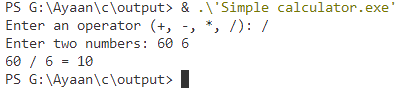 PS G:\Ayaan\c\output> & .\'Simple calculator.exe'
Enter an operator (+, -, *, /): /
Enter two numbers: 60 6
60 / 6 = 10
PS G:\Ayaan\c\output>